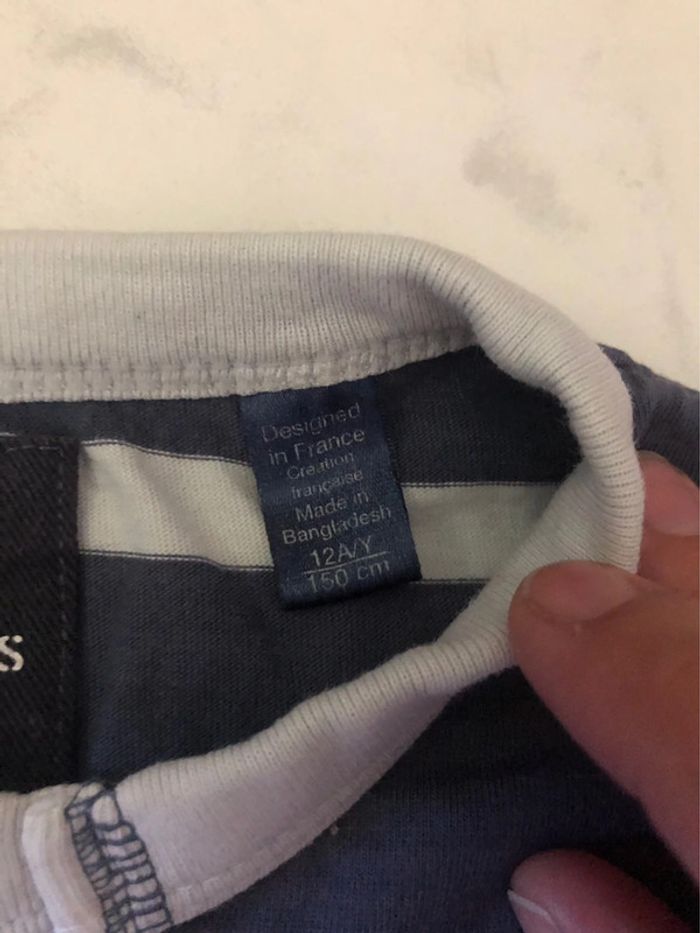 Designed
in France
Création
française
Made in
Bangladesh
12A/Y
150 cm
s